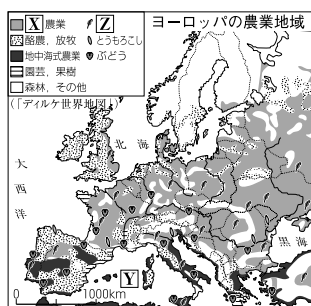 ヨーロッパの農業地域
X 農業
Z
酪農,放牧
とうもろこし
地中海式農業
ぶどう
園芸,果樹
森林,その他
(「ディルケ世界地図」)
北海
大西洋
黒海
Y
0 1000km